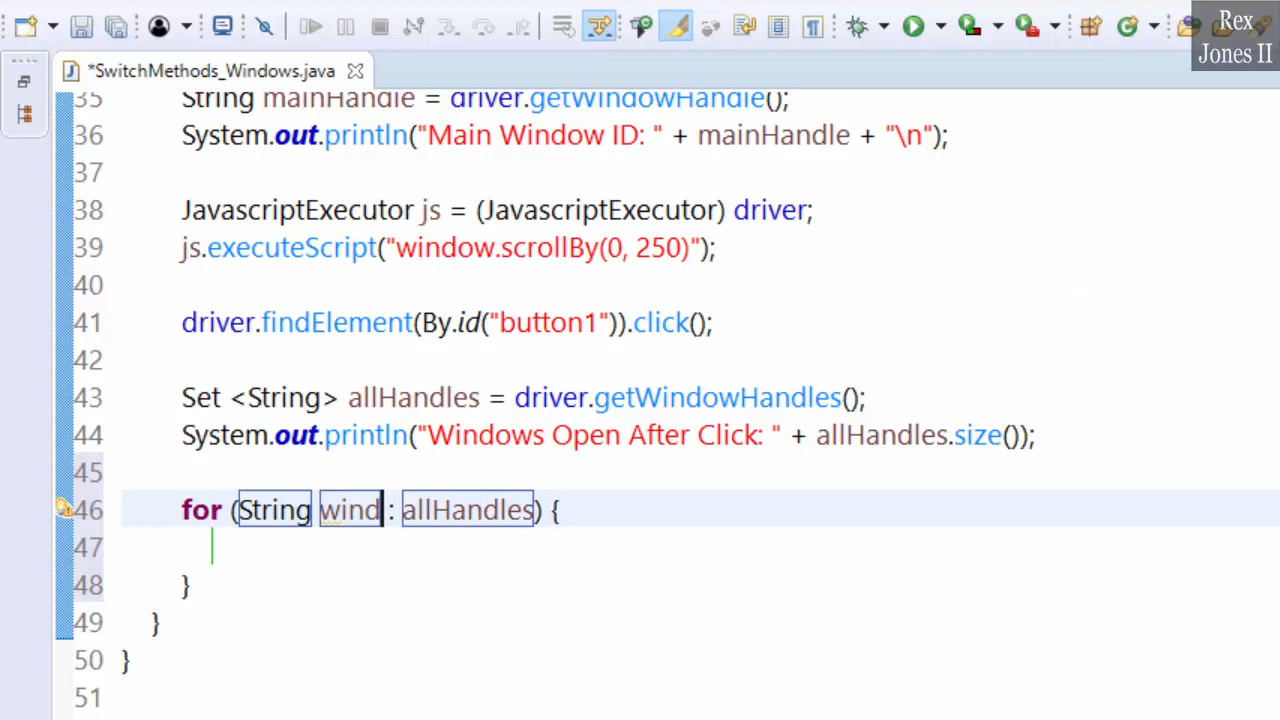 Rex
Jones II
*SwitchMethods_Windows.java
35 String mainHandle = driver.getWindowHandle();
36 System.out.println("Main Window ID: " + mainHandle + "\n");
37
38 JavascriptExecutor js = (JavascriptExecutor) driver;
39 js.executeScript("window.scrollBy(0, 250)");
40
41 driver.findElement(By.id("button1")).click();
42
43 Set <String> allHandles = driver.getWindowHandles();
44 System.out.println("Windows Open After Click: " + allHandles.size());
45
46 for (String wind : allHandles) {
47
48 }
49 }
50 }
51